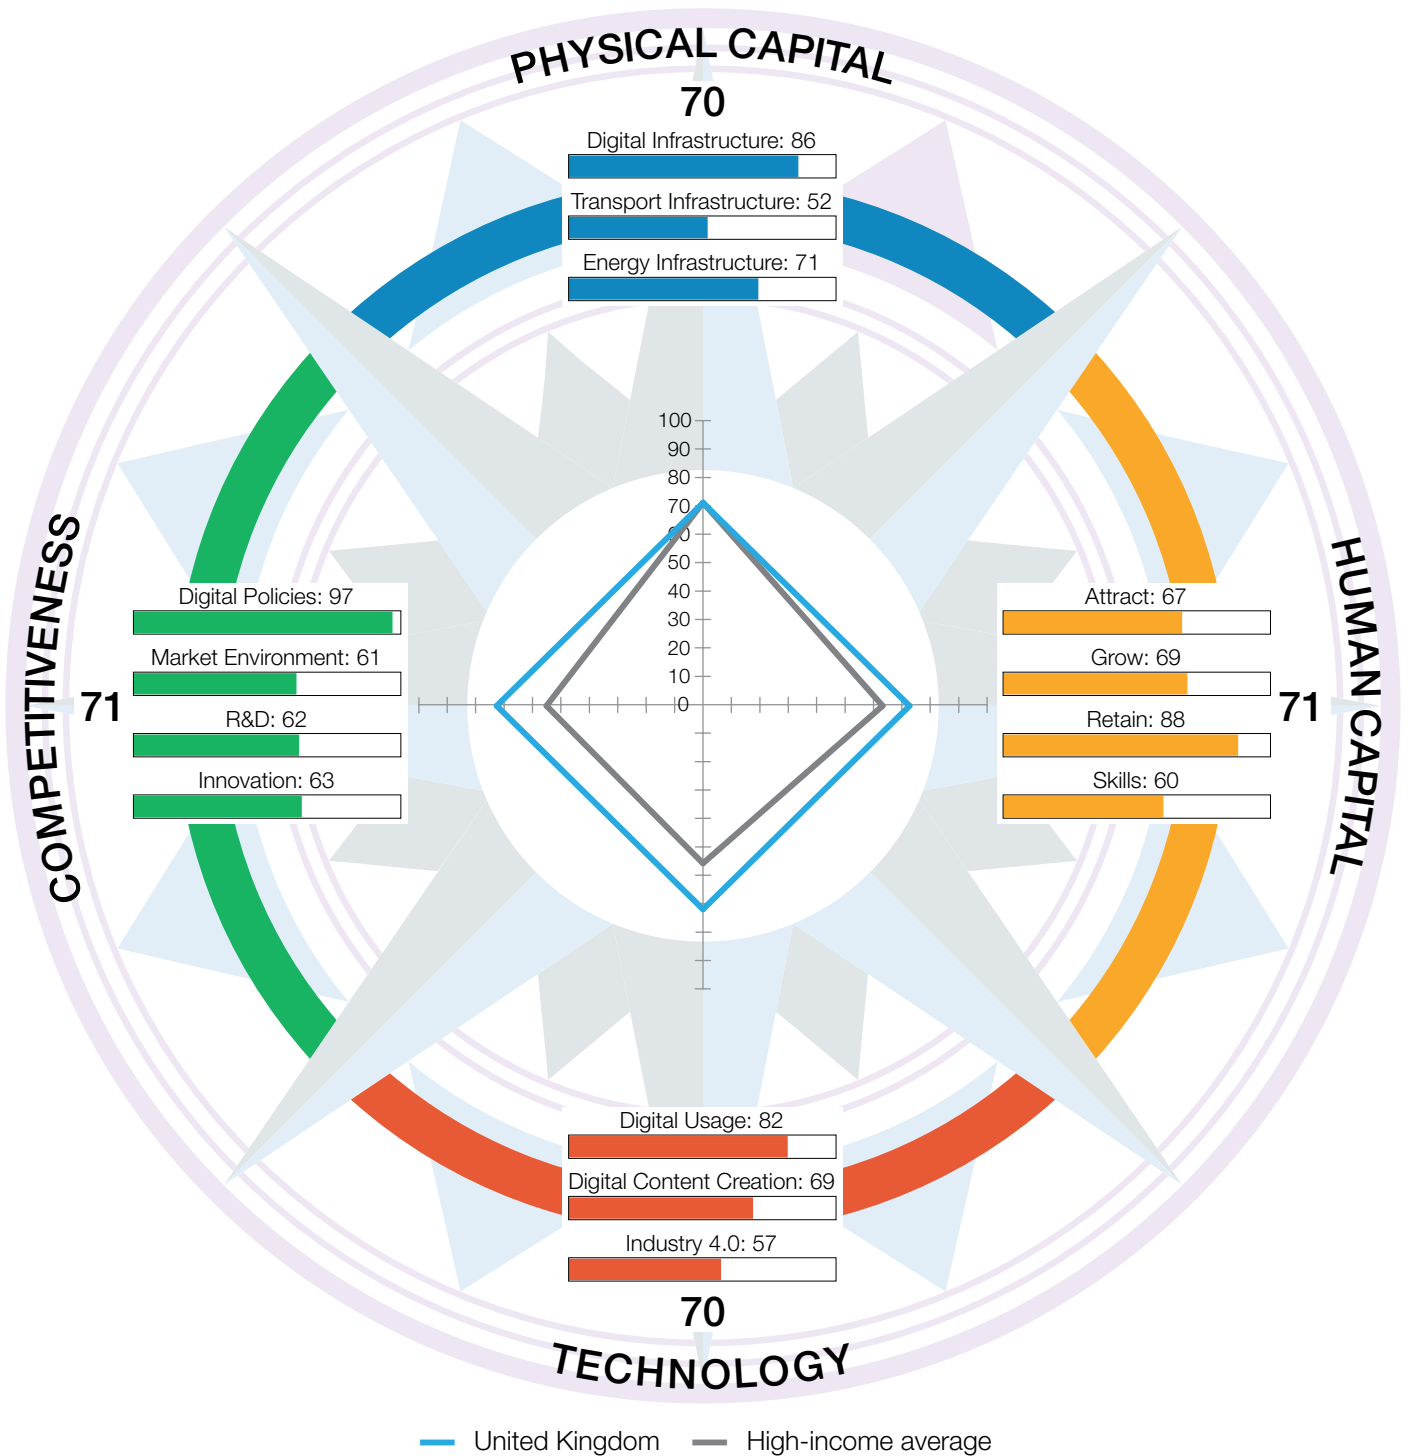 PHYSICAL CAPITAL
70
Digital Infrastructure: 86
Transport Infrastructure: 52
Energy Infrastructure: 71
100
90
80
70
60
50
40
30
20
10
0
COMPETITIVENESS
71
Digital Policies: 97
Market Environment: 61
R&D: 62
Innovation: 63
HUMAN CAPITAL
71
Attract: 67
Grow: 69
Retain: 88
Skills: 60
Digital Usage: 82
Digital Content Creation: 69
Industry 4.0: 57
70
TECHNOLOGY
United Kingdom
High-income average